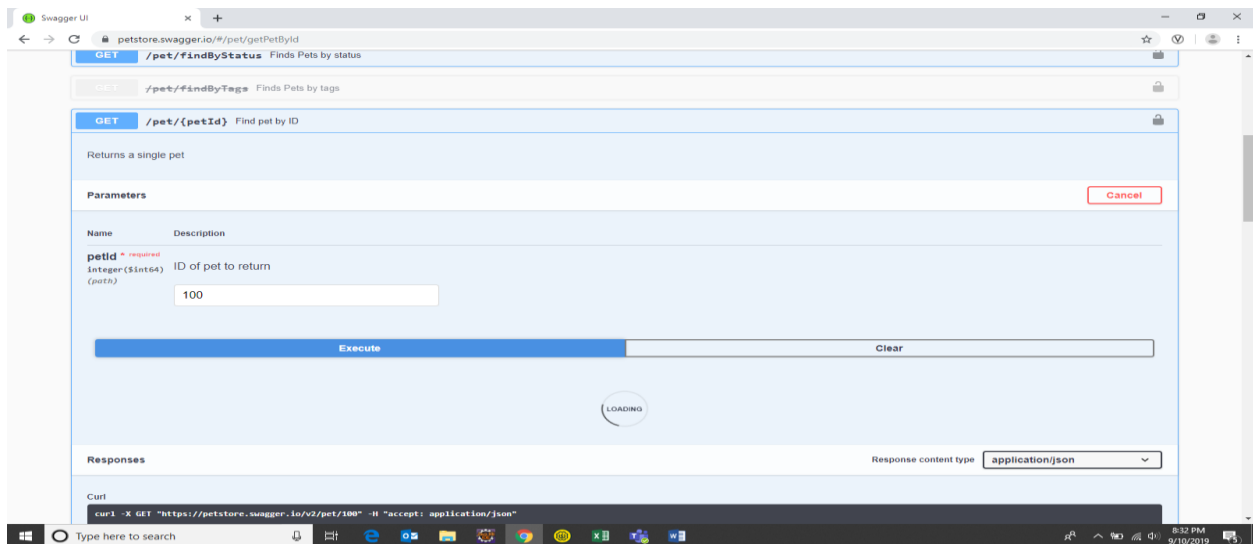 Swagger UI
petstore.swagger.io/#/pet/getPetById
GET /pet/findByStatus Finds Pets by status
GET /pet/findByTags Finds Pets by tags
GET /pet/{petId} Find pet by ID
Returns a single pet
Parameters
Cancel
Name Description
petId * required
integer($int64)
(path)
ID of pet to return
100
Execute
Clear
LOADING
Responses
Response content type application/json
Curl
curl -X GET "https://petstore.swagger.io/v2/pet/100" -H "accept: application/json"
Type here to search
8:32 PM
9/10/2019